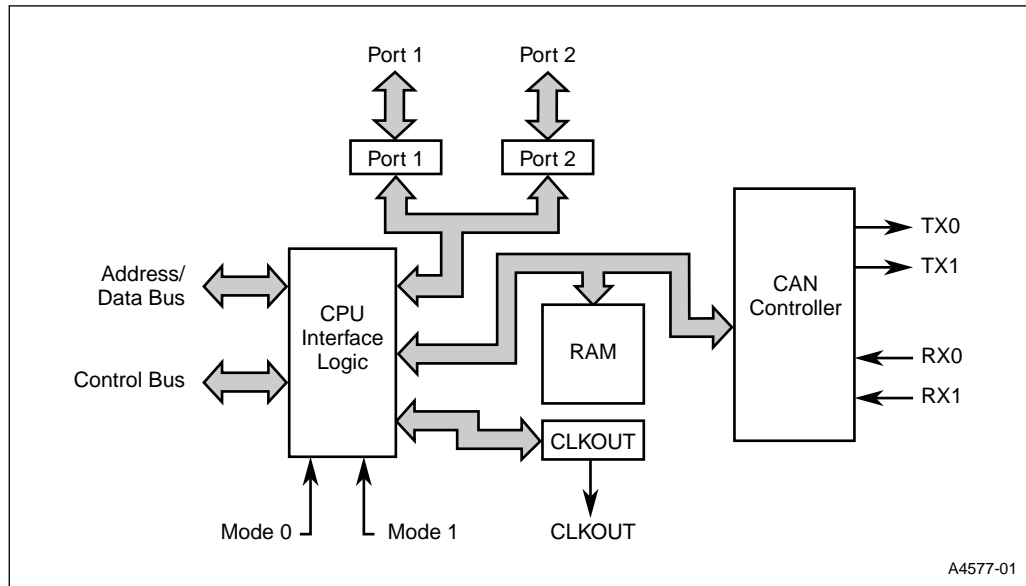 Port 1
Port 2
Port 1
Port 2
Address/
Data Bus
Control Bus
CPU
Interface
Logic
RAM
CLKOUT
CLKOUT
Mode 0
Mode 1
CAN
Controller
TX0
TX1
RX0
RX1
A4577-01